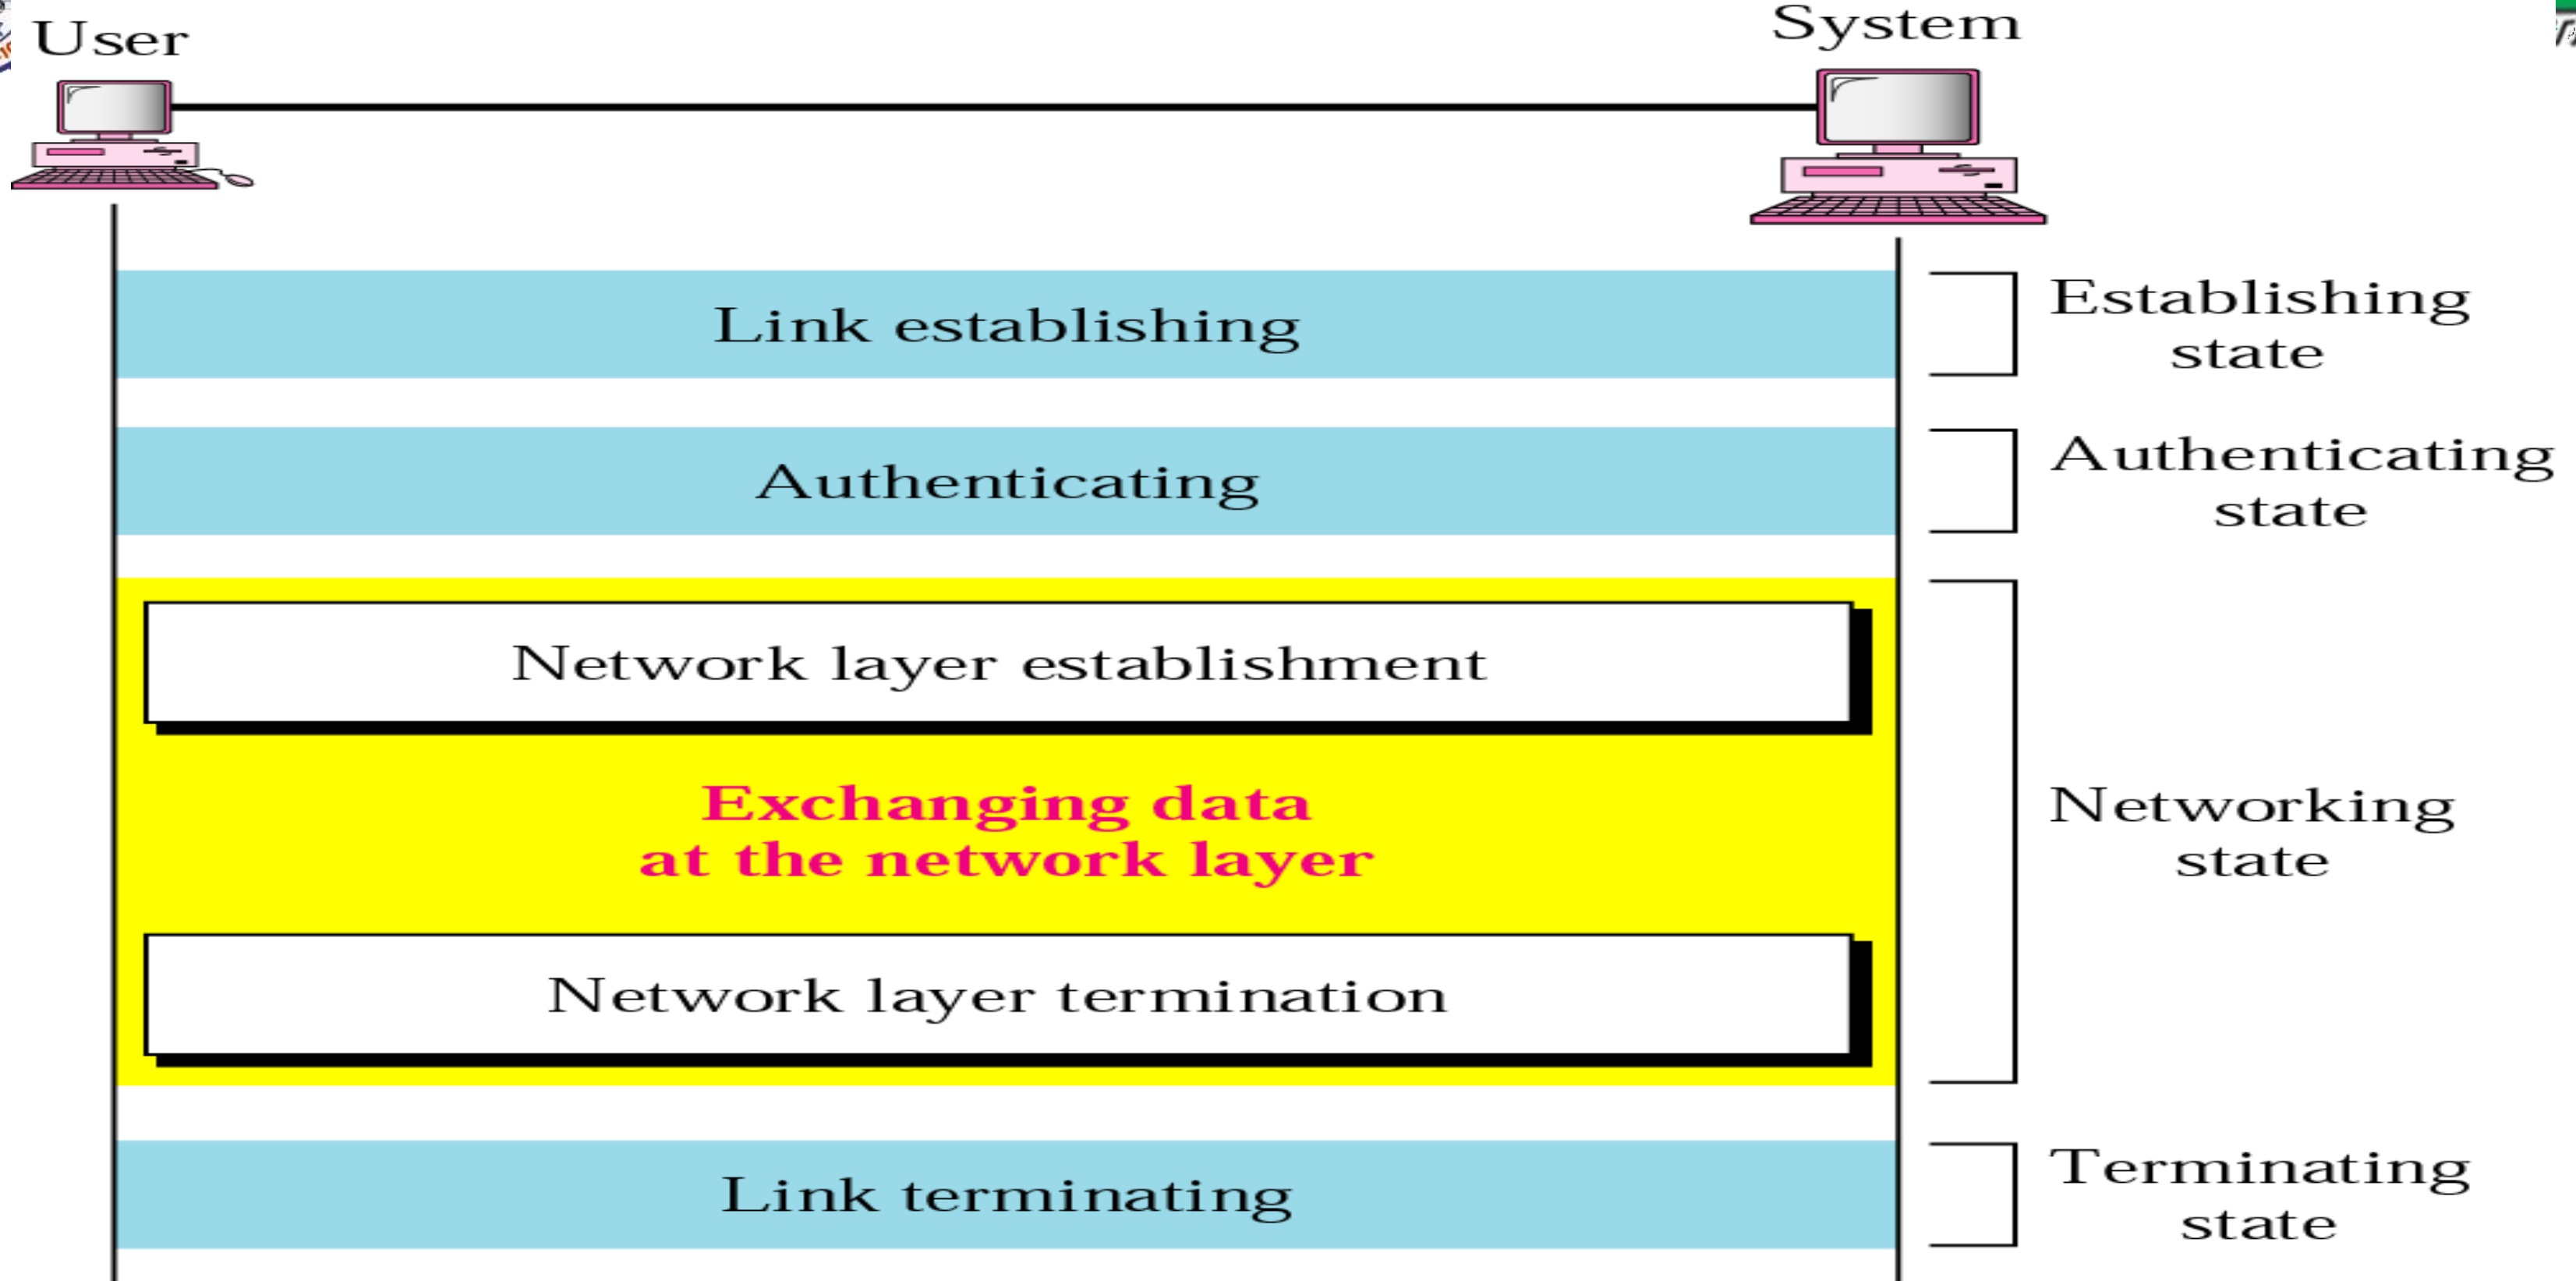 User
System
Link establishing
Establishing
state
Authenticating
Authenticating
state
Network layer establishment
Exchanging data
at the network layer
Networking
state
Network layer termination
Link terminating
Terminating
state